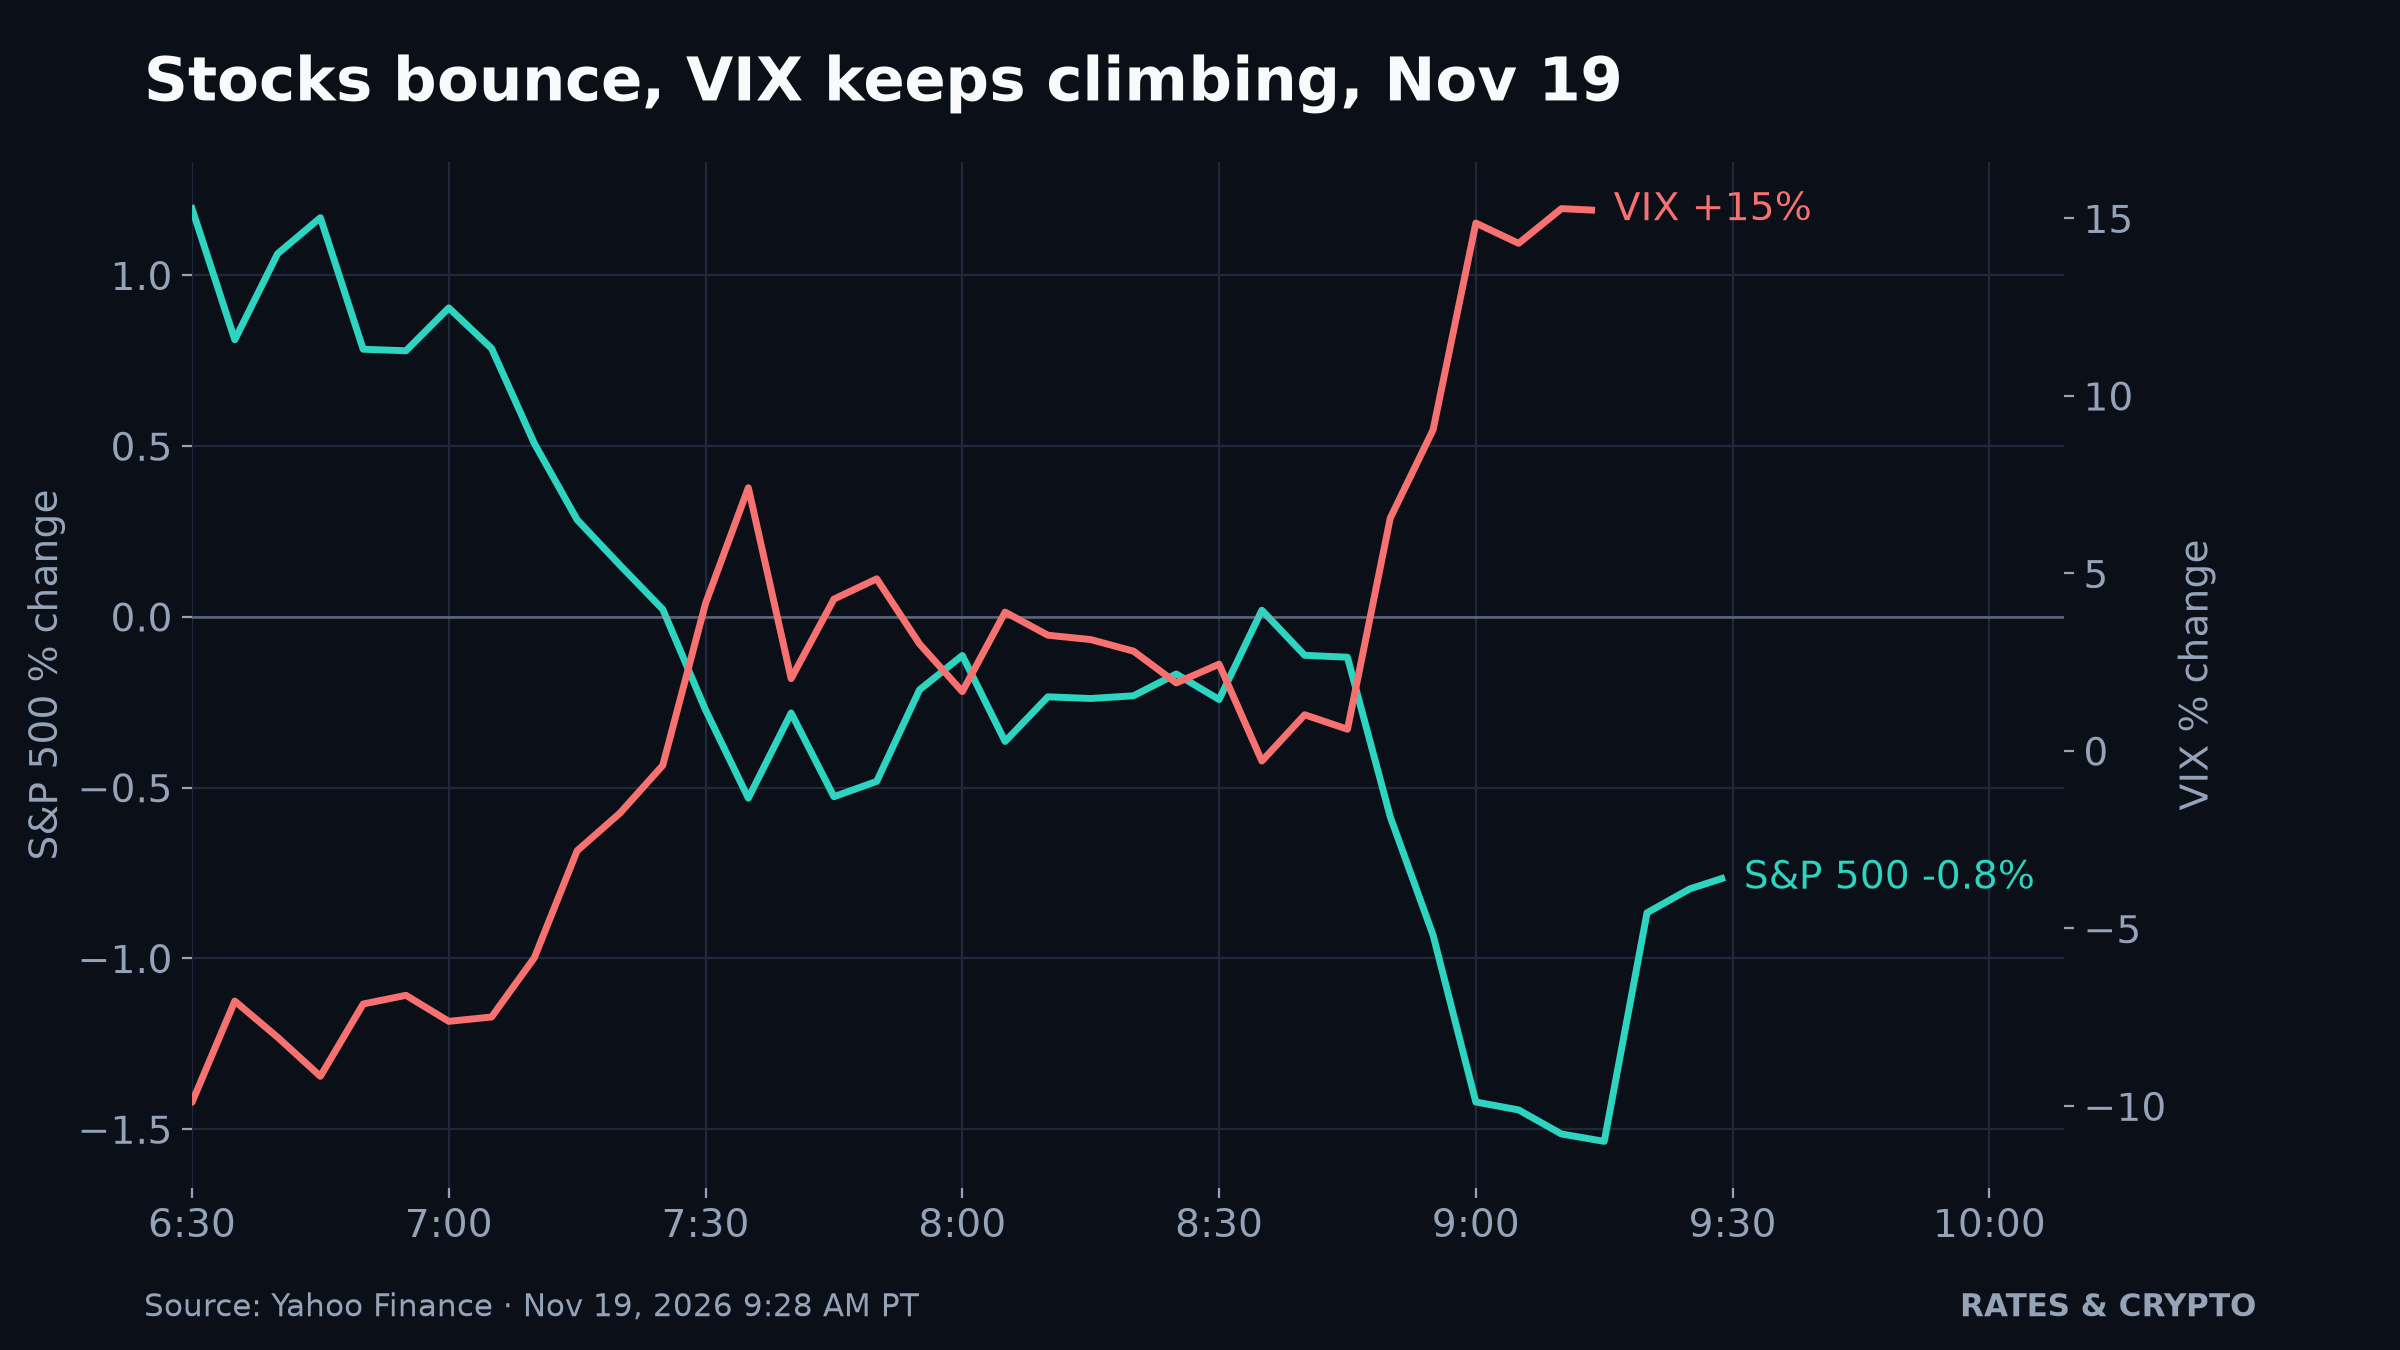 Stocks bounce, VIX keeps climbing, Nov 19
VIX +15%
S&P 500 -0.8%
S&P 500 % change
1.0
0.5
0.0
−0.5
−1.0
−1.5
15
10
5
0
−5
−10
VIX % change
6:30 7:00 7:30 8:00 8:30 9:00 9:30 10:00
Source: Yahoo Finance · Nov 19, 2026 9:28 AM PT
RATES & CRYPTO